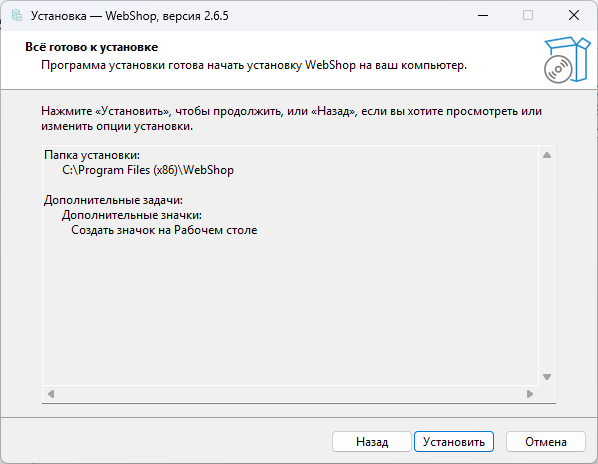 Установка — WebShop, версия 2.6.5
Всё готово к установке
Программа установки готова начать установку WebShop на ваш компьютер.
Нажмите «Установить», чтобы продолжить, или «Назад», если вы хотите просмотреть или
изменить опции установки.
Папка установки:
C:\Program Files (x86)\WebShop
Дополнительные задачи:
Дополнительные значки:
Создать значок на Рабочем столе
Назад
Установить
Отмена